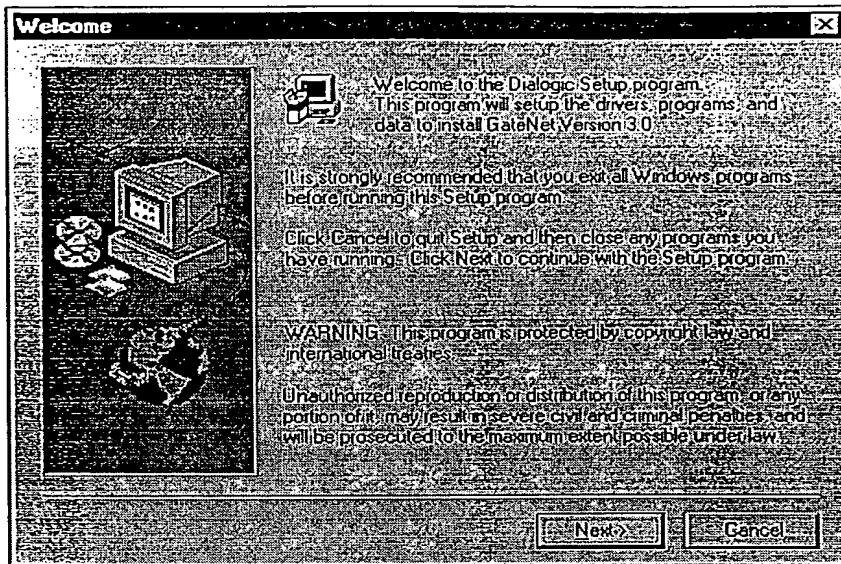 Welcome
Welcome to the Dialogic Setup program.
This program will setup the drivers, programs, and
data to install GateNet Version 3.0
It is strongly recommended that you exit all Windows programs
before running this Setup program.
Click Cancel to quit Setup and then close any programs you
have running. Click Next to continue with the Setup program.
WARNING: This program is protected by copyright law and
international treaties.
Unauthorized reproduction or distribution of this program, or any
portion of it, may result in severe civil and criminal penalties, and
will be prosecuted to the maximum extent possible under law.
Next >
Cancel